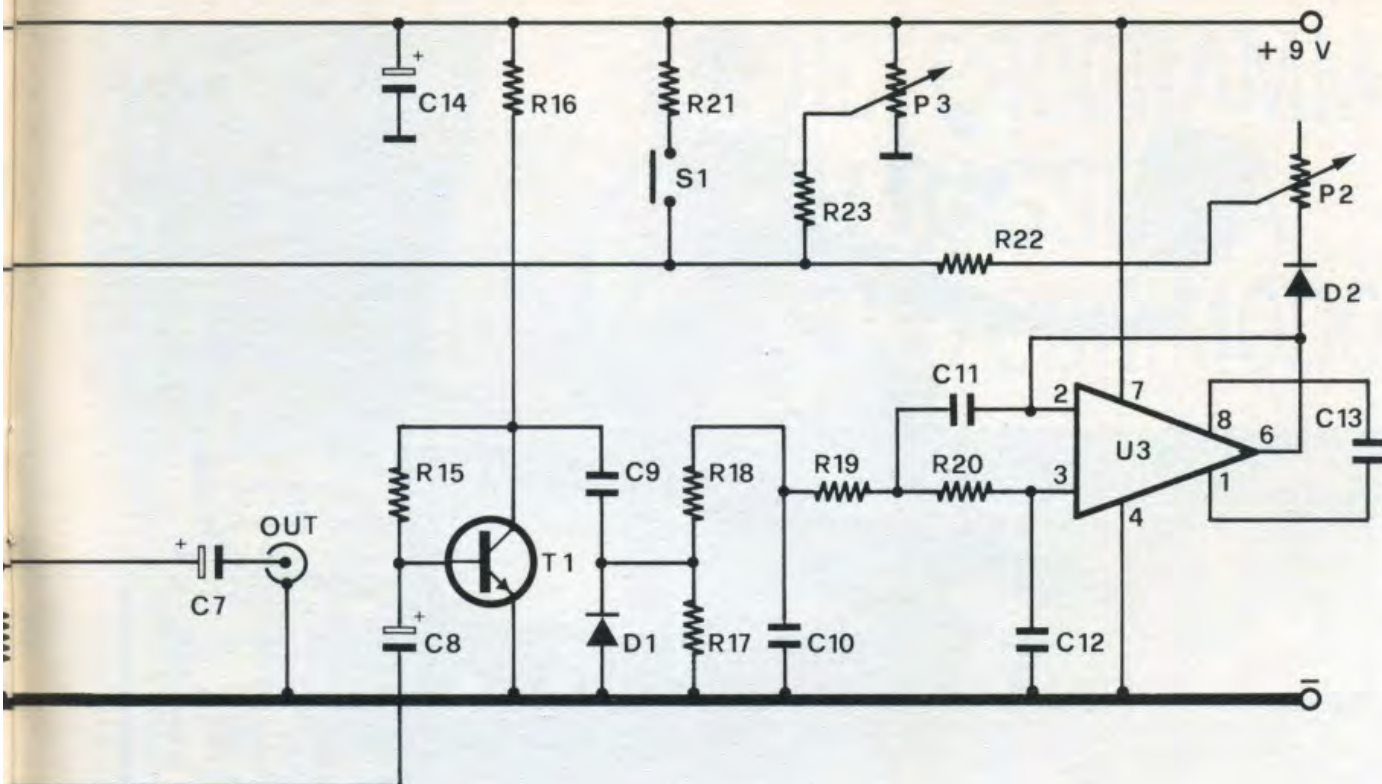 + 9 V
+
C14
R16
R21
P3
S1
R23
P2
R22
D2
C11
2
7
8
C13
6
U3
R15
C9
R18
R19
R20
3
1
4
OUT
+
C7
T1
+
C8
D1
R17
C10
C12
−